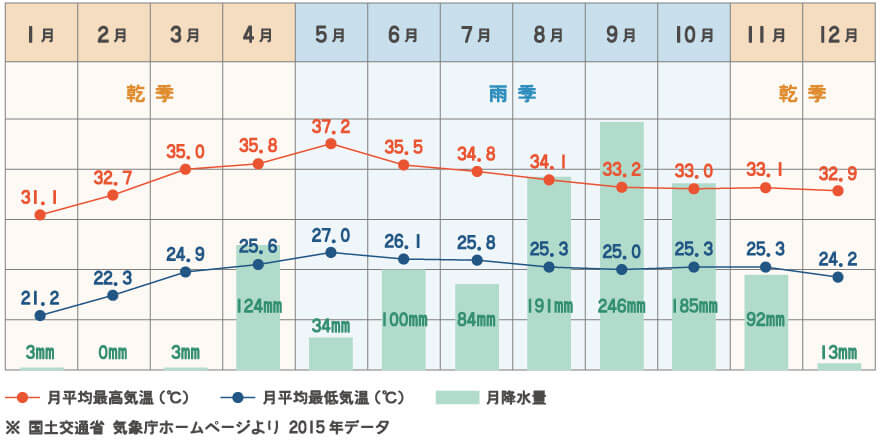 1月 2月 3月 4月 5月 6月 7月 8月 9月 10月 11月 12月
乾季 雨季 乾季
31.1 32.7 35.0 35.8 37.2 35.5 34.8 34.1 33.2 33.0 33.1 32.9
21.2 22.3 24.9 25.6 27.0 26.1 25.8 25.3 25.0 25.3 25.3 24.2
3mm 0mm 3mm 124mm 34mm 100mm 84mm 191mm 246mm 185mm 92mm 13mm
月平均最高気温(℃) 月平均最低気温(℃) 月降水量
※ 国土交通省 気象庁ホームページより 2015年データ